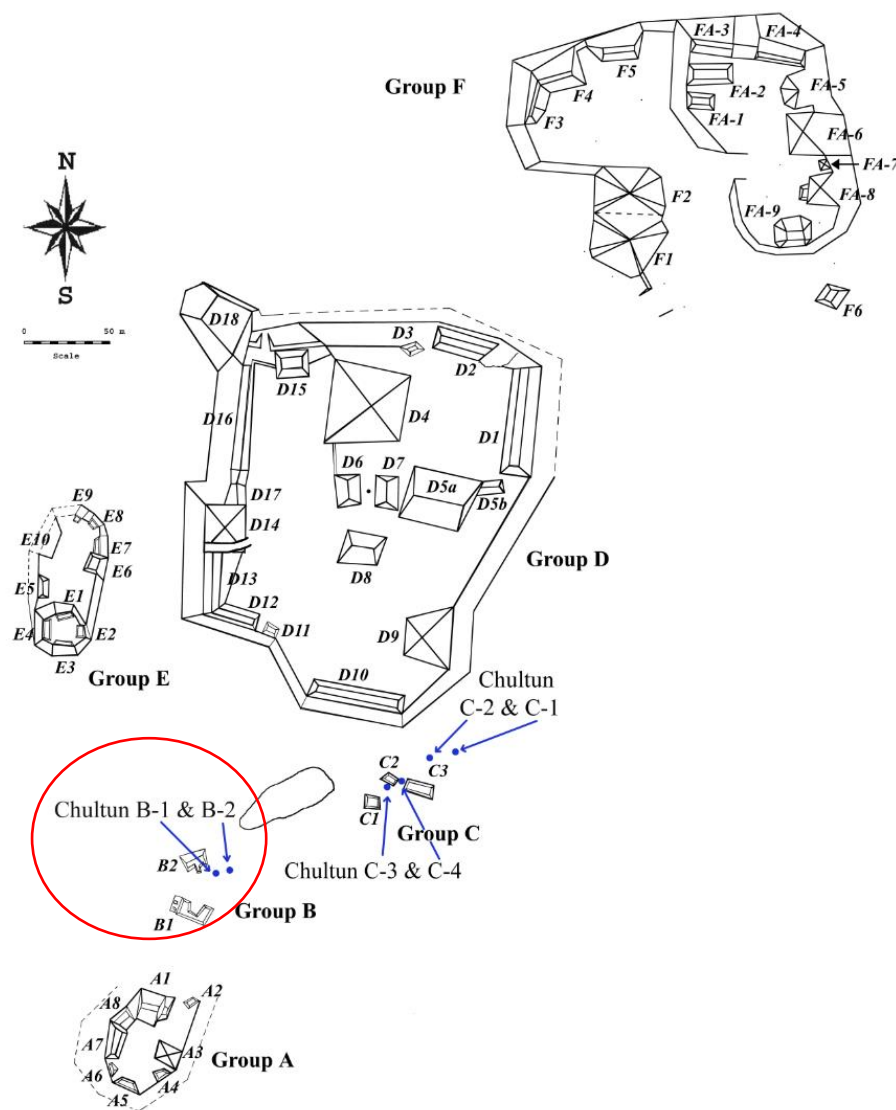 FA-3
FA-4
Group F
F5
F4
F3
FA-2
FA-1
FA-5
FA-6
FA-7
FA-8
FA-9
F2
F1
F6
N
S
0 50 m
Scale
D18
D3
D2
D15
D4
D16
D1
D6
D7
D5a
D5b
D17
D14
D8
Group D
D13
D12
D11
D9
D10
E9
E8
E10
E7
E6
E5
E1
E4
E2
E3
Group E
Chultun
C-2 & C-1
C2
C3
C1
Group C
Chultun C-3 & C-4
Chultun B-1 & B-2
B2
Group B
B1
A1
A2
A8
A7
A3
Group A
A6
A4
A5